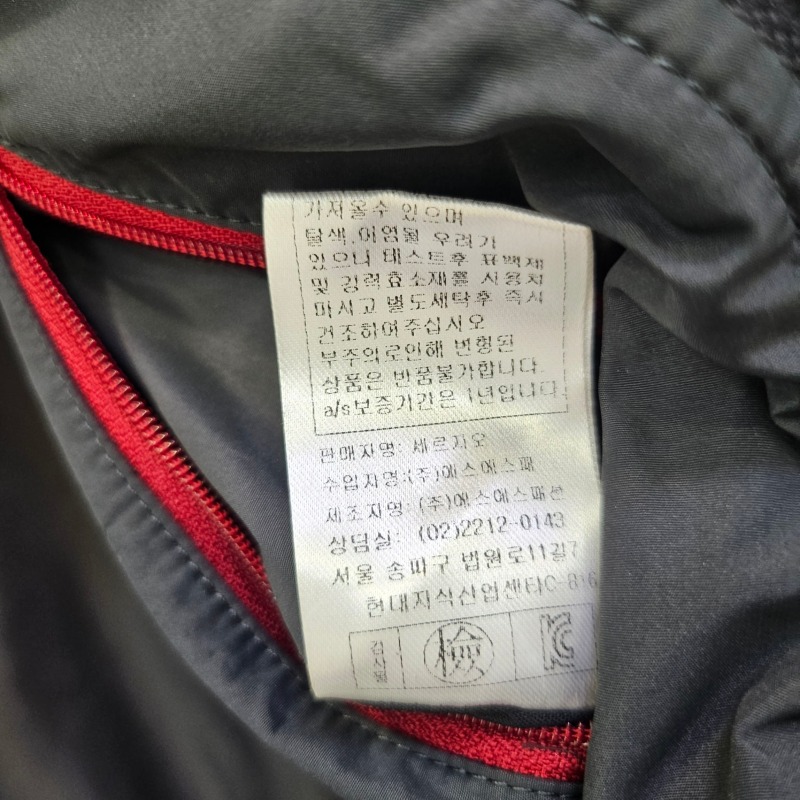 가져올수 있으며
탈색.이염될 우려가
있으니 테스트후 표백제
및 강력효소제를 사용치
마시고 별도세탁후 즉시
건조하여주십시오
부주의로인해 변형된
상품은 반품불가합니다.
a/s보증기간은 1년입니다.
판매자명: 세르지오
수입자명:(주)에스에스패
제조자명: (주)에스에스패션
상담실: (02)2212-0143
서울 송파구 법원로11길7
현대지식산업센타C-816
검사필
檢
KC